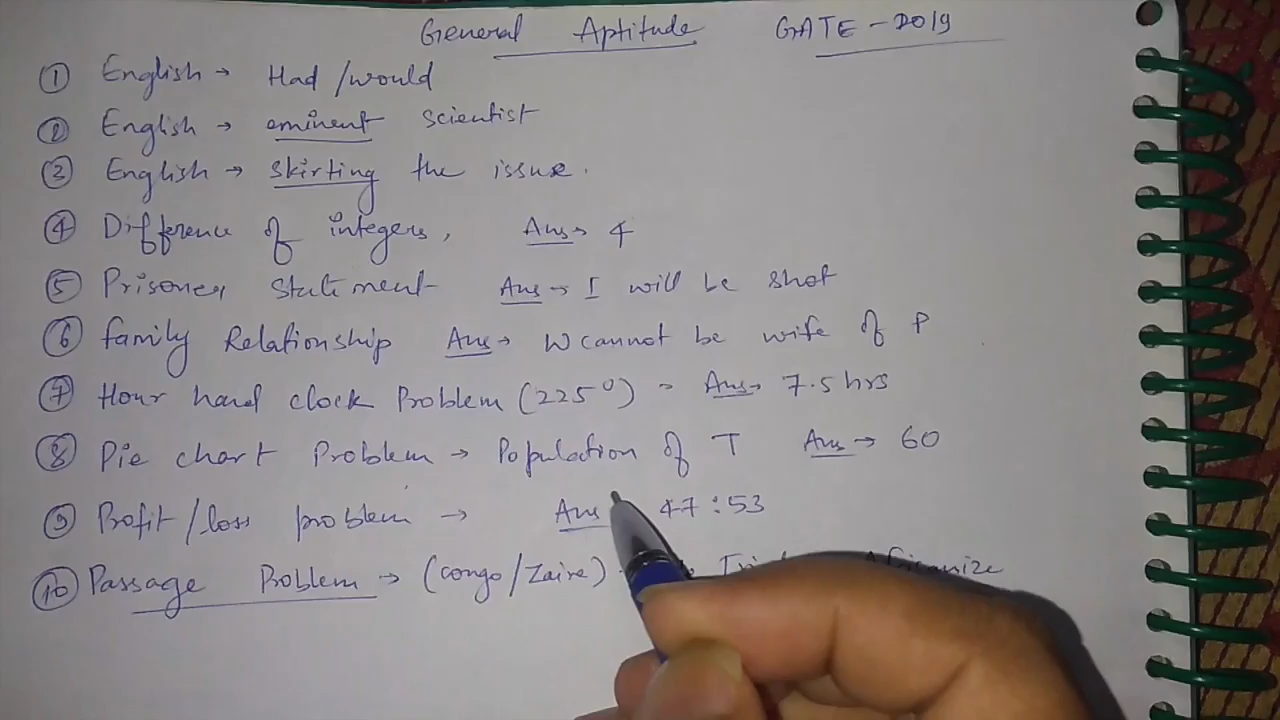 General Aptitude GATE - 2019
① English → Had /would
② English → eminent scientist
③ English → skirting the issue.
④ Difference of integers, Ans → 4
⑤ Prisoner statement Ans → I will be shot
⑥ family Relationship Ans → W cannot be wife of P
⑦ Hour hand clock Problem (225°) - Ans → 7.5 hrs
⑧ Pie chart Problem → Population of T Ans → 60
⑨ Profit/loss problem → Ans 47:53
⑩ Passage Problem → (congo/Zaire) Africanize